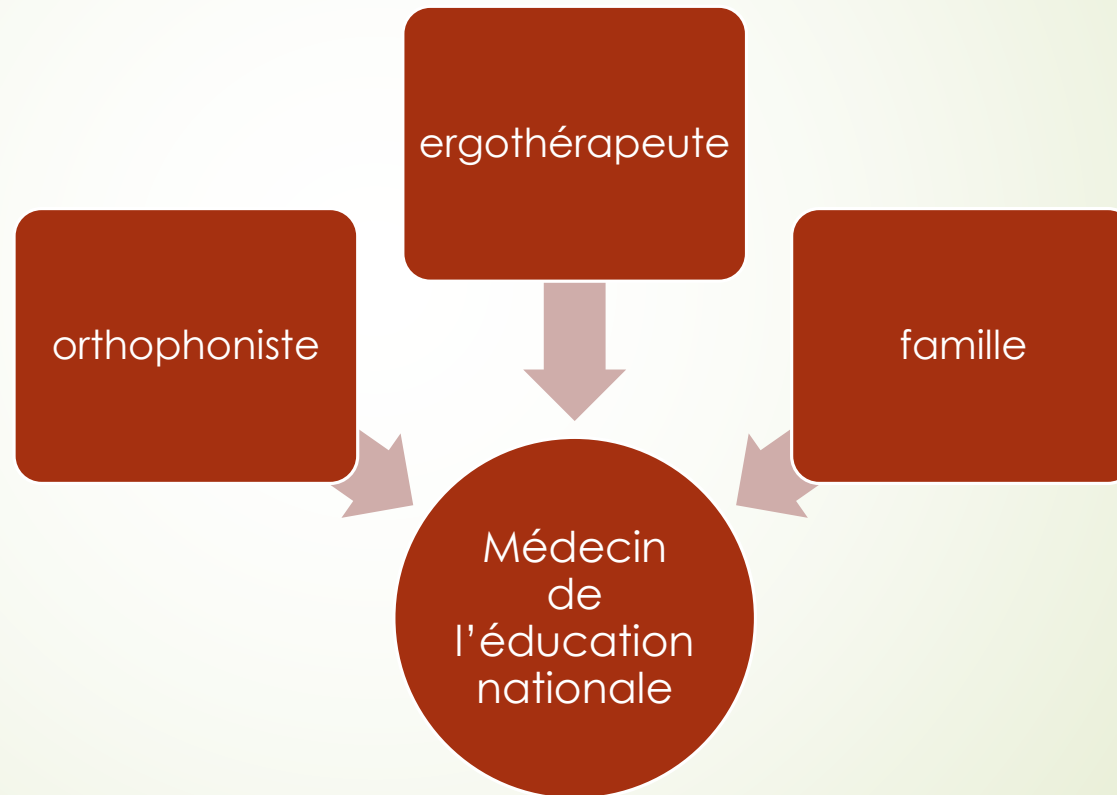 ergothérapeute
orthophoniste
famille
Médecin
de
l’éducation
nationale